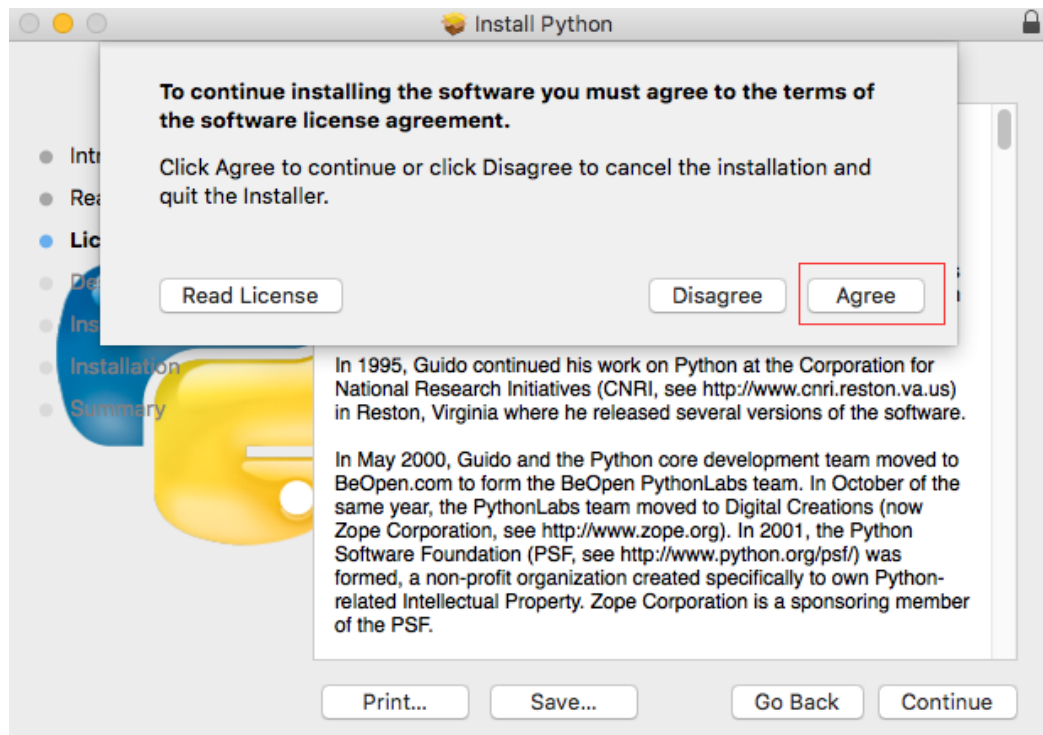 Install Python
To continue installing the software you must agree to the terms of
the software license agreement.
Click Agree to continue or click Disagree to cancel the installation and
quit the Installer.
Read License
Disagree
Agree
Intr
Rea
Lic
De
Ins
Installation
Summary
In 1995, Guido continued his work on Python at the Corporation for
National Research Initiatives (CNRI, see http://www.cnri.reston.va.us)
in Reston, Virginia where he released several versions of the software.
In May 2000, Guido and the Python core development team moved to
BeOpen.com to form the BeOpen PythonLabs team. In October of the
same year, the PythonLabs team moved to Digital Creations (now
Zope Corporation, see http://www.zope.org). In 2001, the Python
Software Foundation (PSF, see http://www.python.org/psf/) was
formed, a non-profit organization created specifically to own Python-
related Intellectual Property. Zope Corporation is a sponsoring member
of the PSF.
Print...
Save...
Go Back
Continue